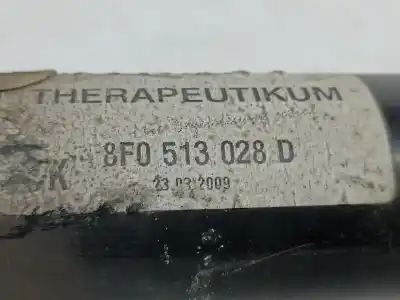 THERAPEUTIKUM
8F0 513 028 D
K
23.03.2009